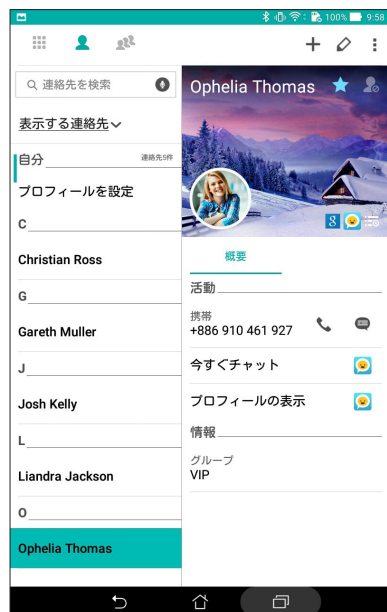 100% 9:58
連絡先を検索
表示する連絡先
自分 連絡先5件
プロフィールを設定
C
Christian Ross
G
Gareth Muller
J
Josh Kelly
L
Liandra Jackson
O
Ophelia Thomas
Ophelia Thomas
8
概要
活動
携帯
+886 910 461 927
今すぐチャット
プロフィールの表示
情報
グループ
VIP